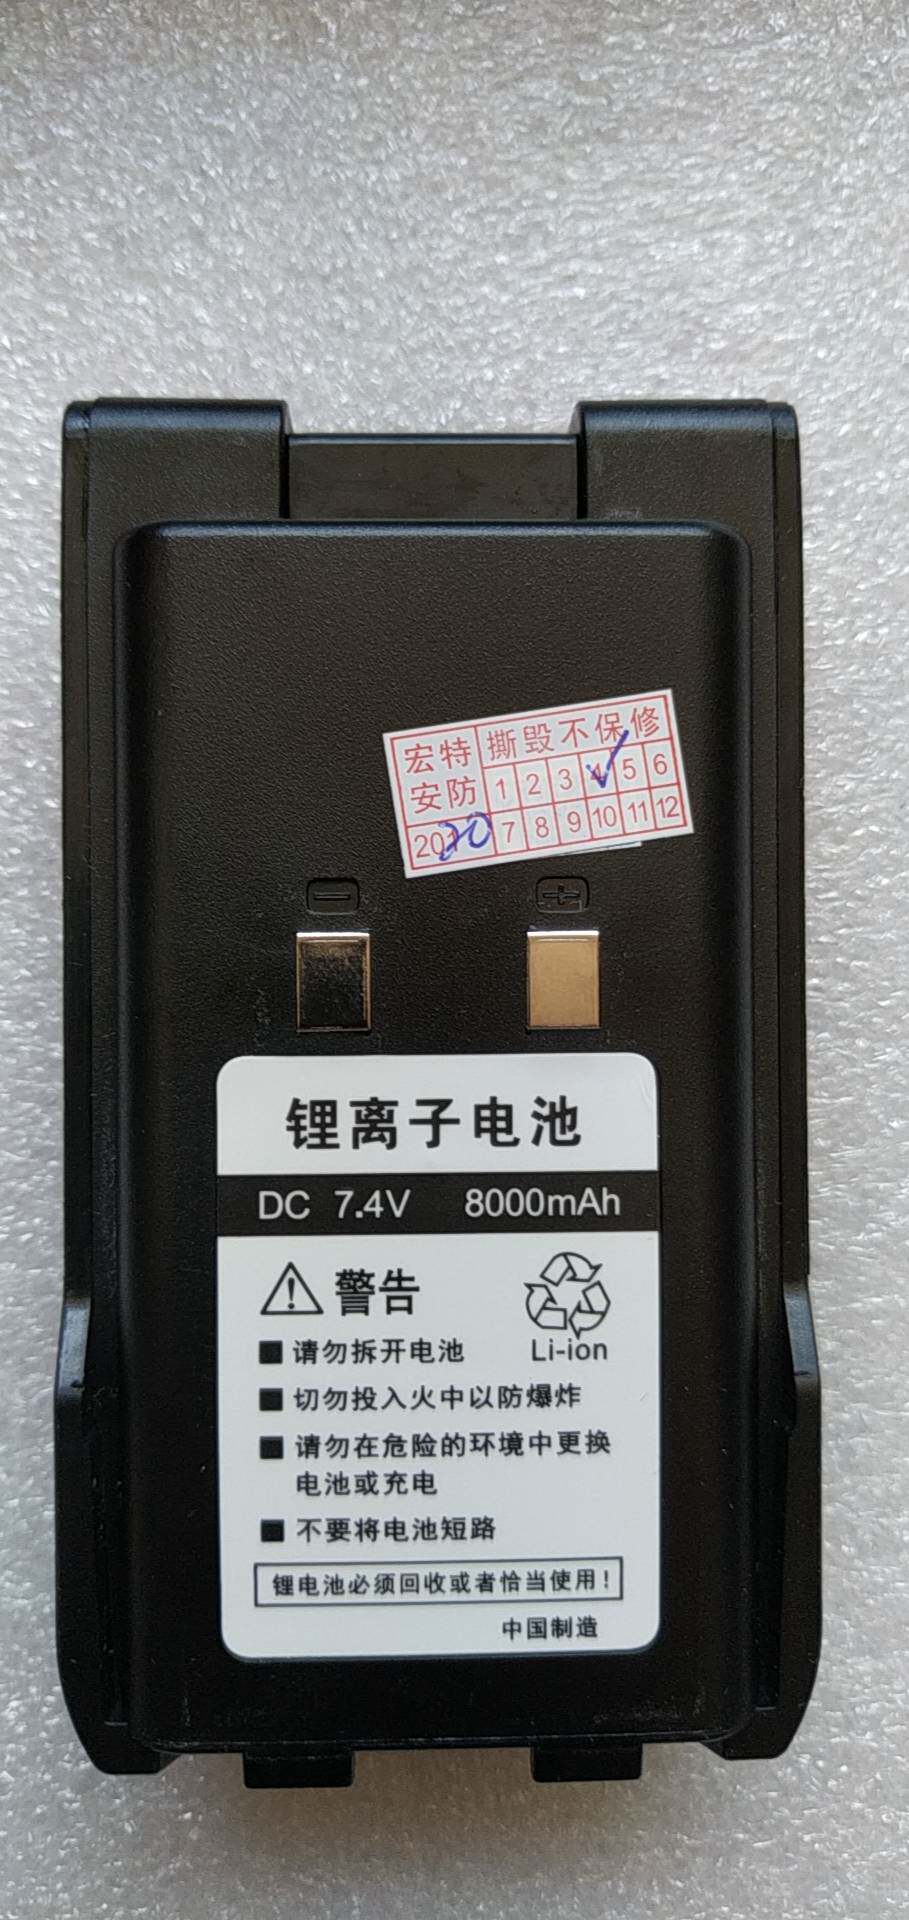 宏特 撕毁不保修
安防 1 2 3 4 5 6
2020 7 8 9 10 11 12
锂离子电池
DC 7.4V 8000mAh
警告
Li-ion
■ 请勿拆开电池
■ 切勿投入火中以防爆炸
■ 请勿在危险的环境中更换
电池或充电
■ 不要将电池短路
锂电池必须回收或者恰当使用！
中国制造